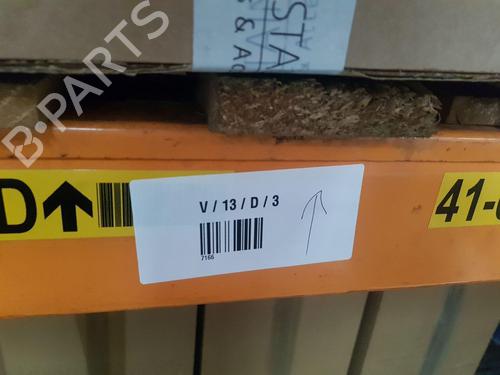 STA
& A
D
V / 13 / D / 3
7166
41-
B-PARTS